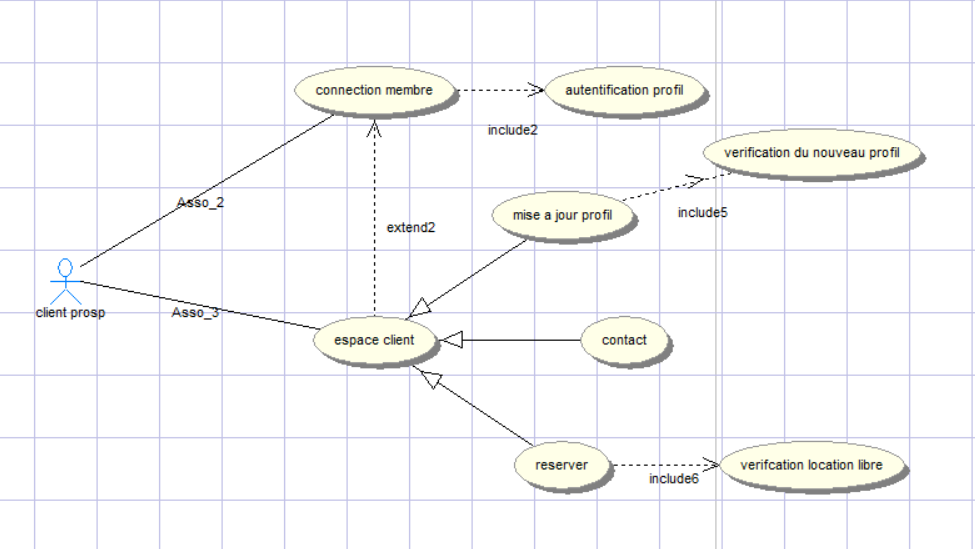 connection membre
autentification profil
include2
verification du nouveau profil
Asso_2
mise a jour profil
include5
extend2
client prosp
Asso_3
espace client
contact
reserver
verifcation location libre
include6